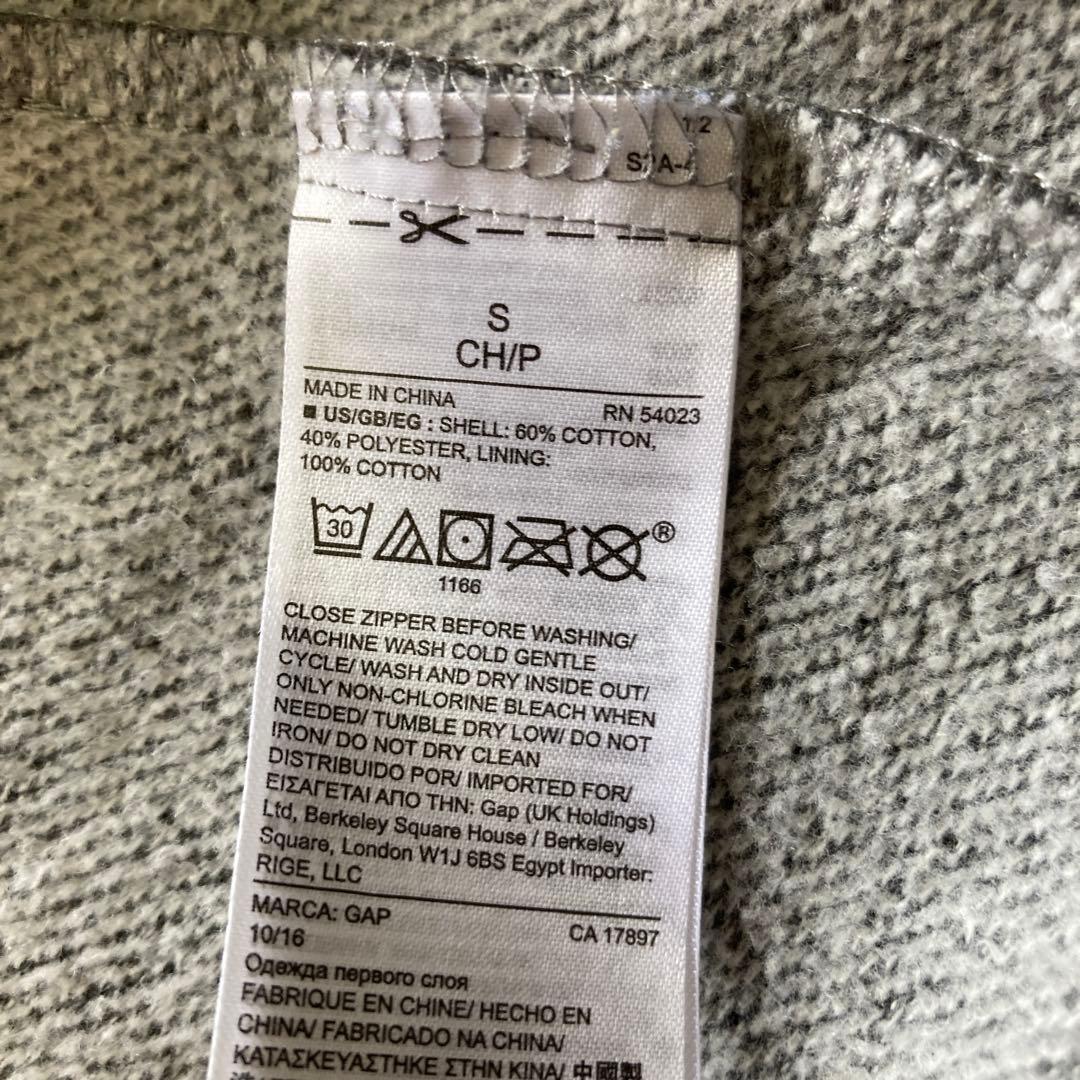 12
S
CH/P
MADE IN CHINA
RN 54023
US/GB/EG : SHELL: 60% COTTON,
40% POLYESTER, LINING:
100% COTTON
30
®
1166
CLOSE ZIPPER BEFORE WASHING/
MACHINE WASH COLD GENTLE
CYCLE/ WASH AND DRY INSIDE OUT/
ONLY NON-CHLORINE BLEACH WHEN
NEEDED/ TUMBLE DRY LOW/ DO NOT
IRON/ DO NOT DRY CLEAN
DISTRIBUIDO POR/ IMPORTED FOR/
ΕΙΣΑΓΕΤΑΙ ΑΠΟ ΤΗΝ: Gap (UK Holdings)
Ltd, Berkeley Square House / Berkeley
Square, London W1J 6BS Egypt Importer:
RIGE, LLC
MARCA: GAP
CA 17897
10/16
Одежда первого слоя
FABRIQUE EN CHINE/ HECHO EN
CHINA/ FABRICADO NA CHINA/
ΚΑΤΑΣΚΕΥΑΣΤΗΚΕ ΣΤΗΝ ΚΙΝΑ/ 中國製